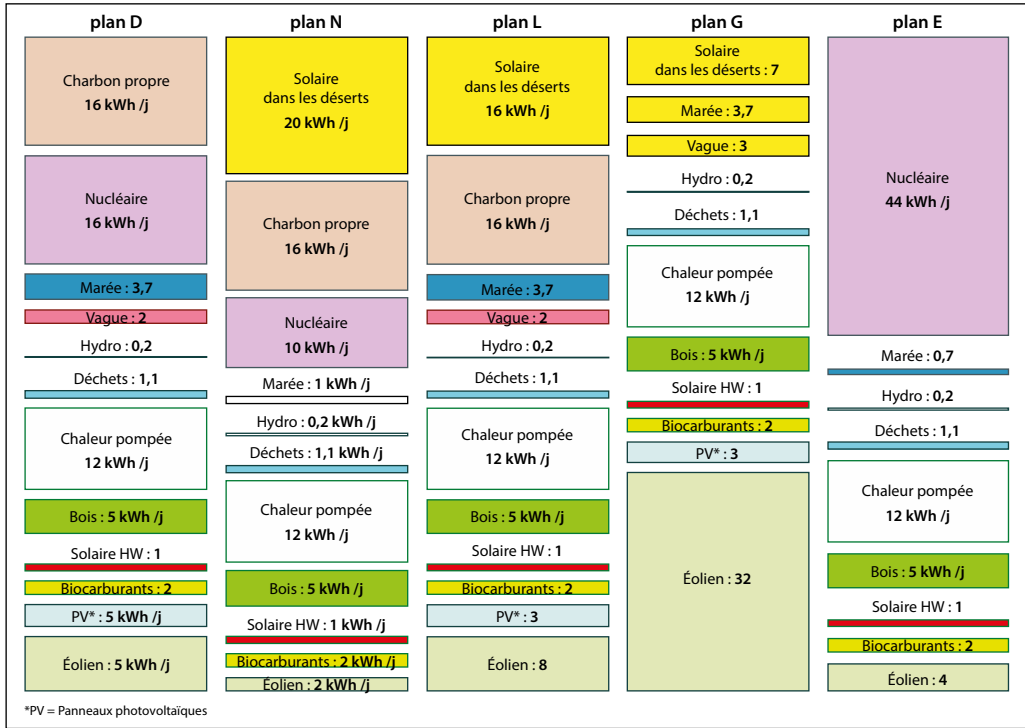 plan D
Charbon propre
16 kWh /j
Nucléaire
16 kWh /j
Marée : 3,7
Vague : 2
Hydro : 0,2
Déchets : 1,1
Chaleur pompée
12 kWh /j
Bois : 5 kWh /j
Solaire HW : 1
Biocarburants : 2
PV* : 5 kWh /j
Éolien : 5 kWh /j
plan N
Solaire
dans les déserts
20 kWh /j
Charbon propre
16 kWh /j
Nucléaire
10 kWh /j
Marée : 1 kWh /j
Hydro : 0,2 kWh /j
Déchets : 1,1 kWh /j
Chaleur pompée
12 kWh /j
Bois : 5 kWh /j
Solaire HW : 1 kWh /j
Biocarburants : 2 kWh /j
Éolien : 2 kWh /j
plan L
Solaire
dans les déserts
16 kWh /j
Charbon propre
16 kWh /j
Marée : 3,7
Vague : 2
Hydro : 0,2
Déchets : 1,1
Chaleur pompée
12 kWh /j
Bois : 5 kWh /j
Solaire HW : 1
Biocarburants : 2
PV* : 3
Éolien : 8
plan G
Solaire
dans les déserts : 7
Marée : 3,7
Vague : 3
Hydro : 0,2
Déchets : 1,1
Chaleur pompée
12 kWh /j
Bois : 5 kWh /j
Solaire HW : 1
Biocarburants : 2
PV* : 3
Éolien : 32
plan E
Nucléaire
44 kWh /j
Marée : 0,7
Hydro : 0,2
Déchets : 1,1
Chaleur pompée
12 kWh /j
Bois : 5 kWh /j
Solaire HW : 1
Biocarburants : 2
Éolien : 4
*PV = Panneaux photovoltaïques